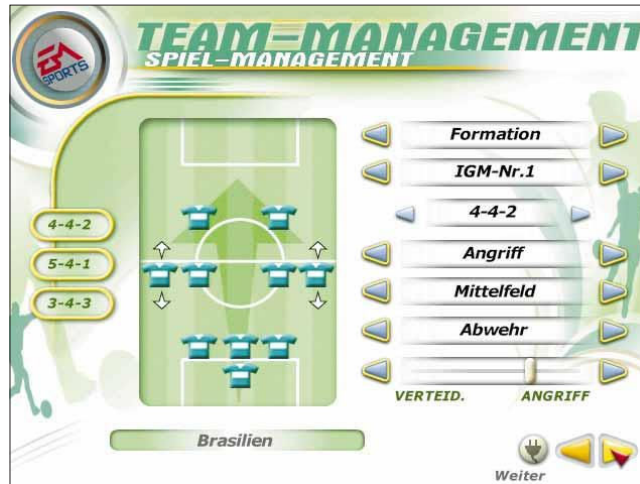 EA
SPORTS
TEAM-MANAGEMENT
SPIEL-MANAGEMENT
4-4-2
5-4-1
3-4-3
Formation
IGM-Nr.1
4-4-2
Angriff
Mittelfeld
Abwehr
VERTEID. ANGRIFF
Brasilien
Weiter